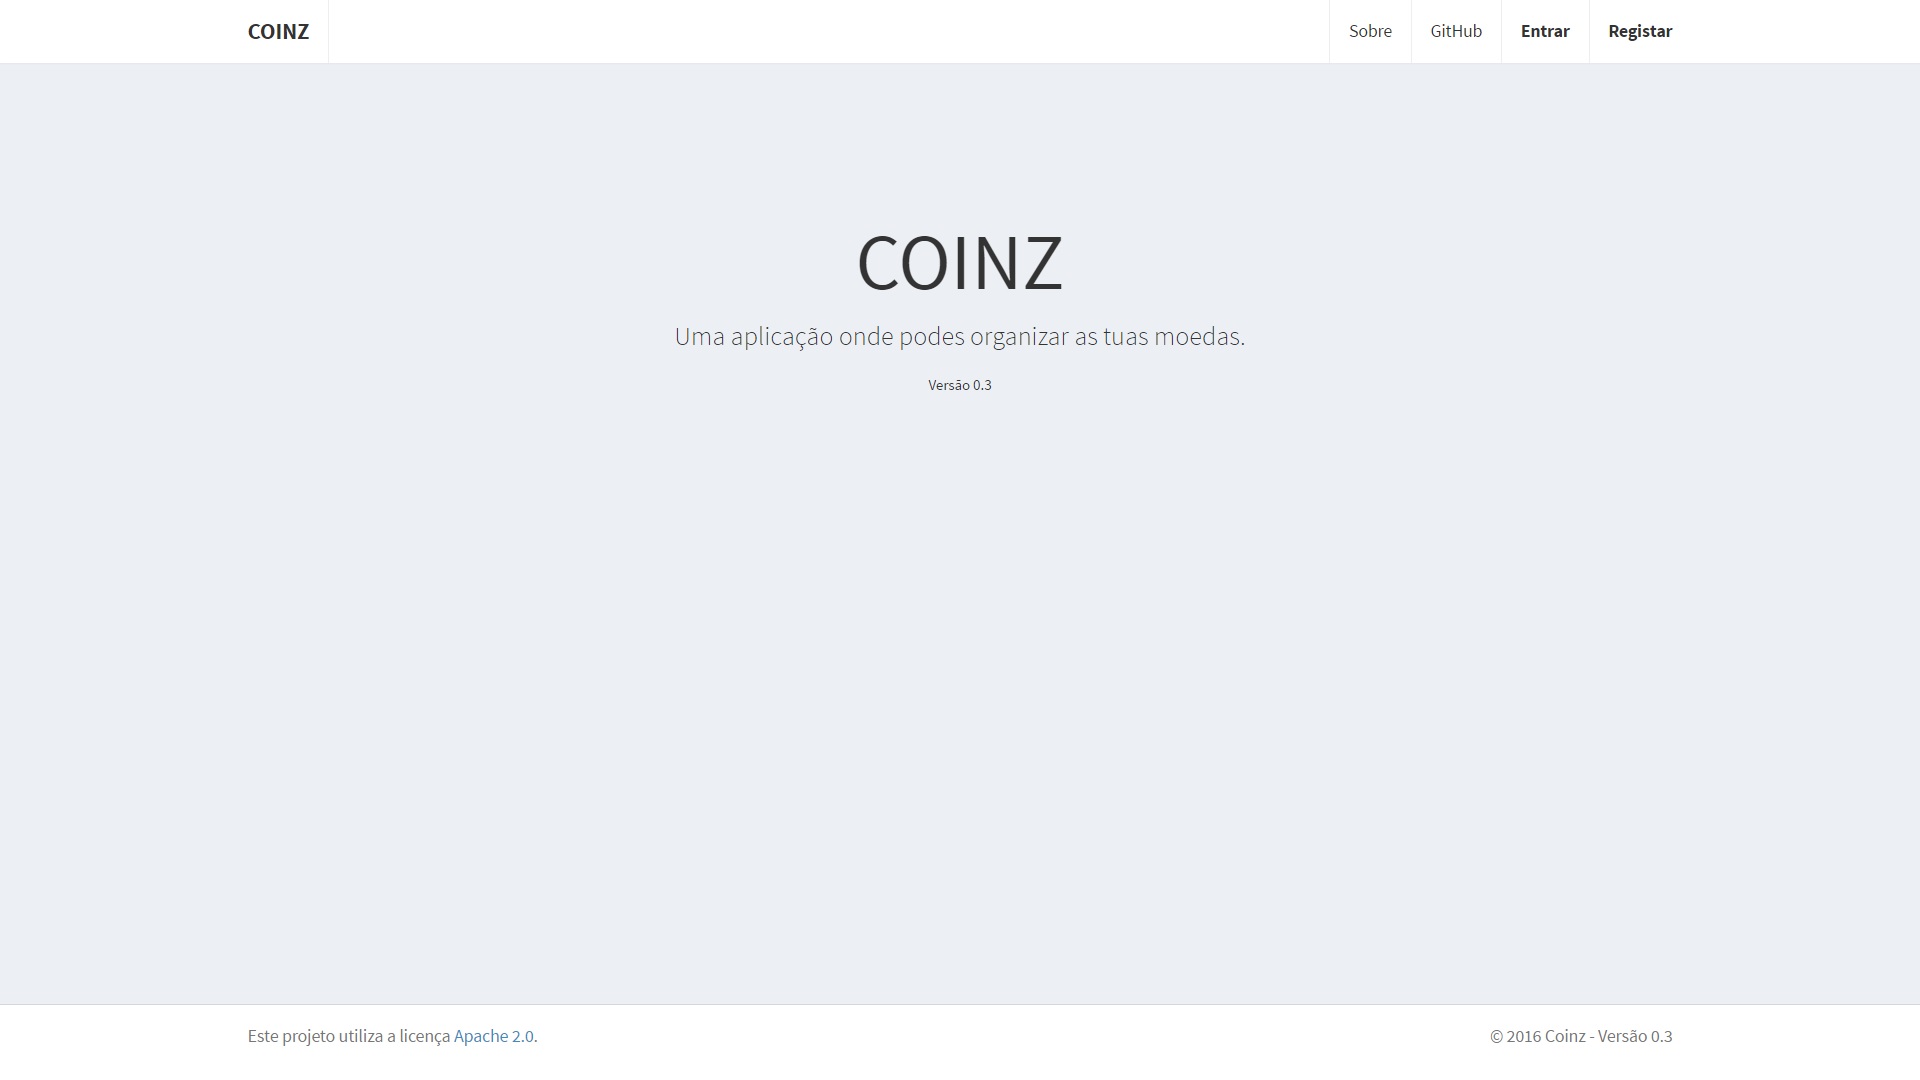 COINZ
Sobre
GitHub
Entrar
Registar
COINZ
Uma aplicação onde podes organizar as tuas moedas.
Versão 0.3
Este projeto utiliza a licença Apache 2.0.
© 2016 Coinz - Versão 0.3